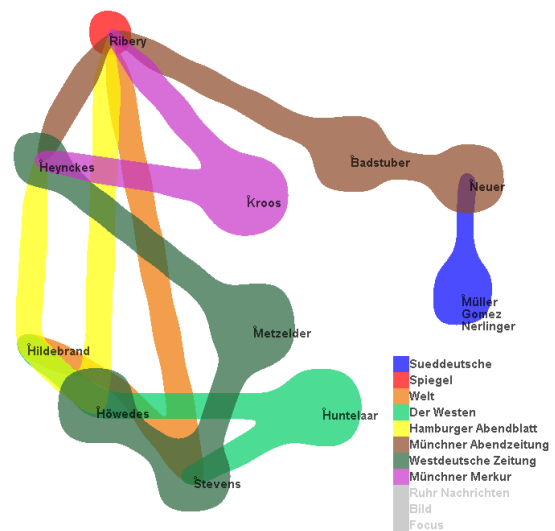 Ribery
Badstuber
Heynckes
Neuer
Kroos
Müller
Gomez
Nerlinger
Metzelder
Hildebrand
Höwedes
Huntelaar
Stevens
Sueddeutsche
Spiegel
Welt
Der Westen
Hamburger Abendblatt
Münchner Abendzeitung
Westdeutsche Zeitung
Münchner Merkur
Ruhr Nachrichten
Bild
Focus